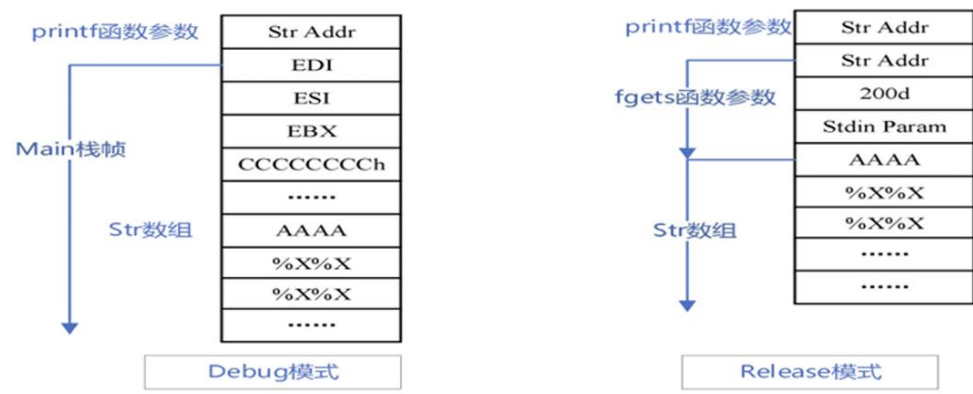 printf函数参数
Str Addr
EDI
ESI
EBX
Main栈帧
CCCCCCCCh
......
Str数组
AAAA
%X%X
%X%X
......
Debug模式
printf函数参数
Str Addr
Str Addr
fgets函数参数
200d
Stdin Param
AAAA
%X%X
Str数组
%X%X
......
......
Release模式